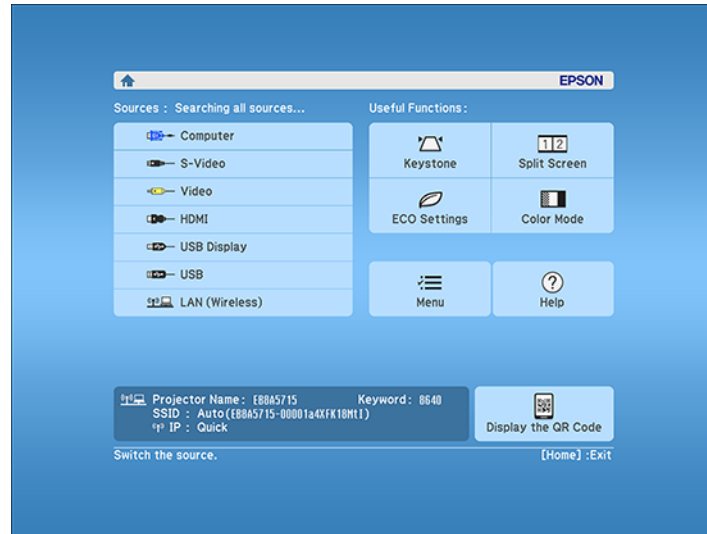 EPSON
Sources : Searching all sources...
Computer
S-Video
Video
HDMI
USB Display
USB
LAN (Wireless)
Useful Functions :
Keystone
1 2
Split Screen
ECO Settings
Color Mode
Menu
?
Help
Projector Name : EB8A5715 Keyword : 8640
SSID : Auto(EB8A5715-00001a4XFK18MtI)
IP : Quick
Display the QR Code
Switch the source.
[Home] :Exit